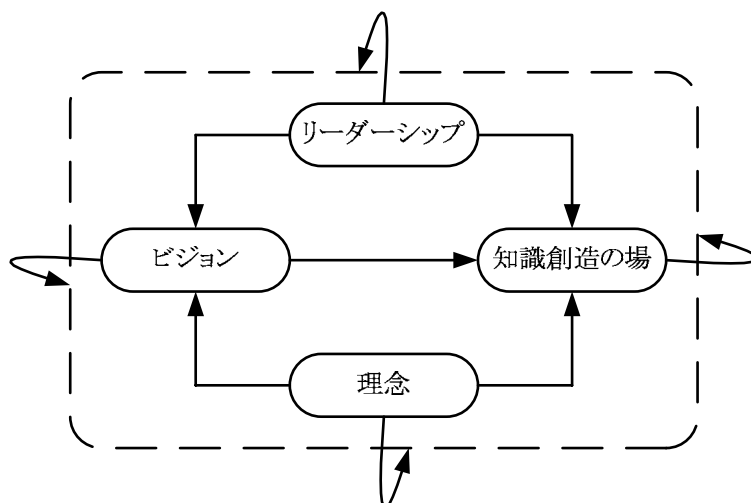 リーダーシップ
ビジョン
知識創造の場
理念